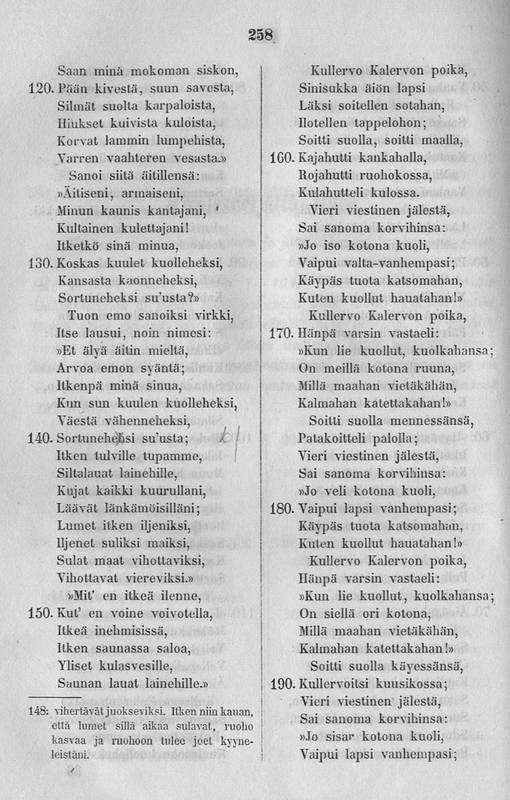 258
Saan minä mokoman siskon,
120. Pään kivestä, suun savesta,
Silmät suolta karpaloista,
Hiukset kuivista kuloista,
Korvat lammin lumpehista,
Varren vaahteren vesasta.»
Sanoi siitä äitillensä:
»Äitiseni, armaiseni,
Minun kaunis kantajani,
Kultainen kulettajani!
Itketkö sinä minua,
130. Koskas kuulet kuolleheksi,
Kansasta kaonneheksi,
Sortuneheksi su'usta?»
Tuon emo sanoiksi virkki,
Itse lausui, noin nimesi:
»Et älyä äitin mieltä,
Arvoa emon syäntä;
Itkenpä minä sinua,
Kun sun kuulen kuolleheksi,
Väestä vähenneheksi,
140. Sortuneheksi su'usta;
Itken tulville tupamme,
Siltalauat lainehille,
Kujat kaikki kuurullani,
Läävät länkämöisilläni;
Lumet itken iljeniksi,
Iljenet suliksi maiksi,
Sulat maat vihottaviksi,
Vihottavat viereviksi.»
»Mit' en itkeä ilenne,
150. Kut' en voine voivotella,
Itkeä inehmisissä,
Itken saunassa saloa,
Yliset kulasvesille,
Saunan lauat lainehille.»
148: vihertävät juokseviksi. Itken niin kauan,
että lumet sillä aikaa sulavat, ruoho
kasvaa ja ruohoon tulee joet kyyne-
leistäni.
Kullervo Kalervon poika,
Sinisukka äiön lapsi
Läksi soitellen sotahan,
Ilotellen tappelohon;
Soitti suolla, soitti maalla,
160. Kajahutti kankahalla,
Rojahutti ruohokossa,
Kulahutteli kulossa.
Vieri viestinen jälestä,
Sai sanoma korvihinsa:
»Jo iso kotona kuoli,
Vaipui valta-vanhempasi;
Käypäs tuota katsomahan,
Kuten kuollut hauatahan!»
Kullervo Kalervon poika,
170. Hänpä varsin vastaeli:
»Kun lie kuollut, kuolkahansa;
On meillä kotona ruuna,
Millä maahan vietäkähän,
Kalmahan katettakahan!»
Soitti suolla mennessänsä,
Patakoitteli palolla;
Vieri viestinen jälestä,
Sai sanoma korvihinsa:
»Jo veli kotona kuoli,
180. Vaipui lapsi vanhempasi;
Käypäs tuota katsomahan,
Kuten kuollut hauatahan!»
Kullervo Kalervon poika,
Hänpä varsin vastaeli:
»Kun lie kuollut, kuolkahansa;
On siellä ori kotona,
Millä maahan vietäkähän,
Kalmahan katettakahan!»
Soitti suolla käyessänsä,
190. Kullervoitsi kuusikossa;
Vieri viestinen jälestä,
Sai sanoma korvihinsa:
»Jo sisar kotona kuoli,
Vaipui lapsi vanhempasi;